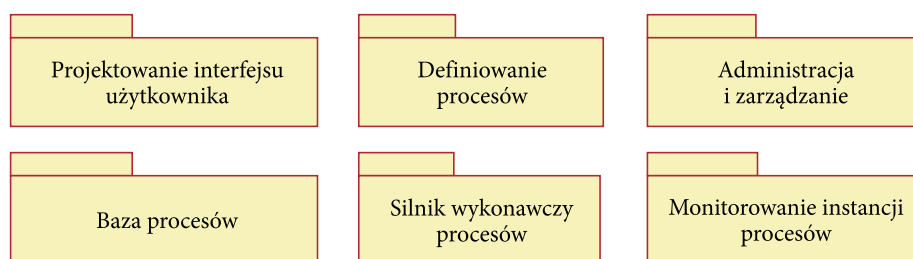 Projektowanie interfejsu
użytkownika
Definiowanie
procesów
Administracja
i zarządzanie
Baza procesów
Silnik wykonawczy
procesów
Monitorowanie instancji
procesów